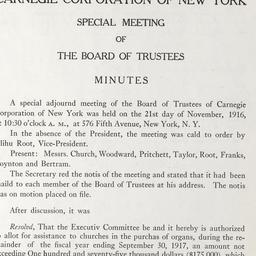 CARNEGIE CORPORATION OF NEW YORK
SPECIAL MEETING
OF
THE BOARD OF TRUSTEES
MINUTES
A special adjourned meeting of the Board of Trustees of Carnegie
orporation of New York was held on the 21st day of November, 1916,
t 10:30 o'clock A. M., at 576 Fifth Avenue, New York, N. Y.
In the absence of the President, the meeting was cald to order by
lihu Root, Vice-President.
Present: Messrs. Church, Woodward, Pritchett, Taylor, Root, Franks,
oynton and Bertram.
The Secretary red the notis of the meeting and stated that it had been
aild to each member of the Board of Trustees at his address. The notis
as on motion placed on file.
After discussion, it was
Resolvd, That the Executiv Committee be and it hereby is authorized
o allot for assistance to churches in the purchas of organs, during the re-
ainder of the fiscal year ending September 30, 1917, an amount not
xceeding One hundred and seventy-five thousand dollars ($175,000).